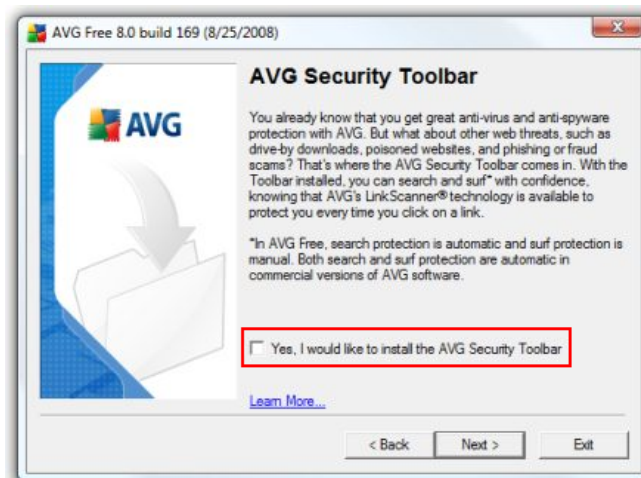 AVG Free 8.0 build 169 (8/25/2008)
AVG
AVG Security Toolbar
You already know that you get great anti-virus and anti-spyware
protection with AVG. But what about other web threats, such as
drive-by downloads, poisoned websites, and phishing or fraud
scams? That's where the AVG Security Toolbar comes in. With the
Toolbar installed, you can search and surf* with confidence,
knowing that AVG's LinkScanner® technology is available to
protect you every time you click on a link.
*In AVG Free, search protection is automatic and surf protection is
manual. Both search and surf protection are automatic in
commercial versions of AVG software.
Yes, I would like to install the AVG Security Toolbar
Learn More...
< Back
Next >
Exit